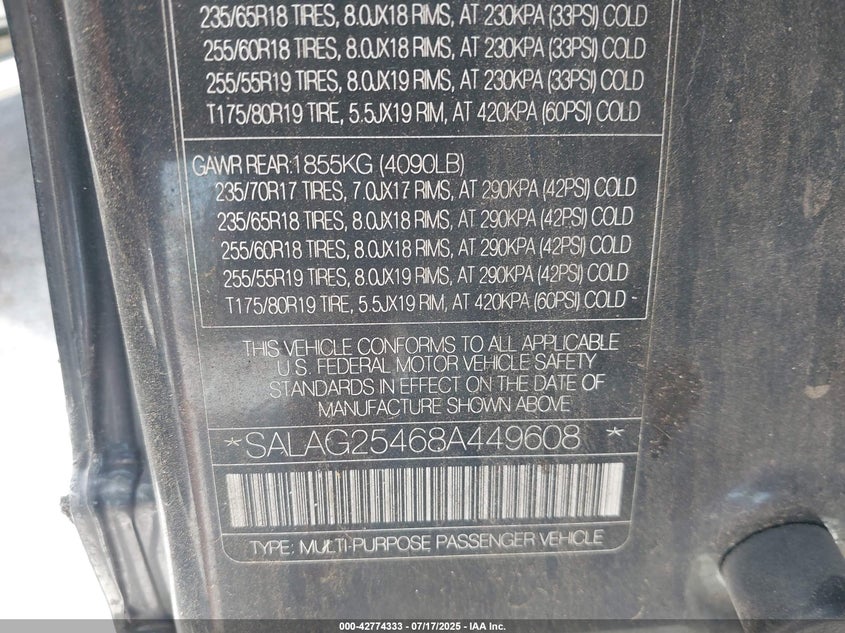 235/65R18 TIRES, 8.0JX18 RIMS, AT 230KPA (33PSI) COLD
255/60R18 TIRES, 8.0JX18 RIMS, AT 230KPA (33PSI) COLD
255/55R19 TIRES, 8.0JX19 RIMS, AT 230KPA (33PSI) COLD
T175/80R19 TIRE, 5.5JX19 RIM, AT 420KPA (60PSI) COLD
GAWR REAR:1855KG (4090LB)
235/70R17 TIRES, 7.0JX17 RIMS, AT 290KPA (42PSI) COLD
235/65R18 TIRES, 8.0JX18 RIMS, AT 290KPA (42PSI) COLD
255/60R18 TIRES, 8.0JX18 RIMS, AT 290KPA (42PSI) COLD
255/55R19 TIRES, 8.0JX19 RIMS, AT 290KPA (42PSI) COLD
T175/80R19 TIRE, 5.5JX19 RIM, AT 420KPA (60PSI) COLD -
THIS VEHICLE CONFORMS TO ALL APPLICABLE
U.S. FEDERAL MOTOR VEHICLE SAFETY
STANDARDS IN EFFECT ON THE DATE OF
MANUFACTURE SHOWN ABOVE
*SALAG25468A449608 *
TYPE: MULTI-PURPOSE PASSENGER VEHICLE
000-42774333 - 07/17/2025 - IAA Inc.